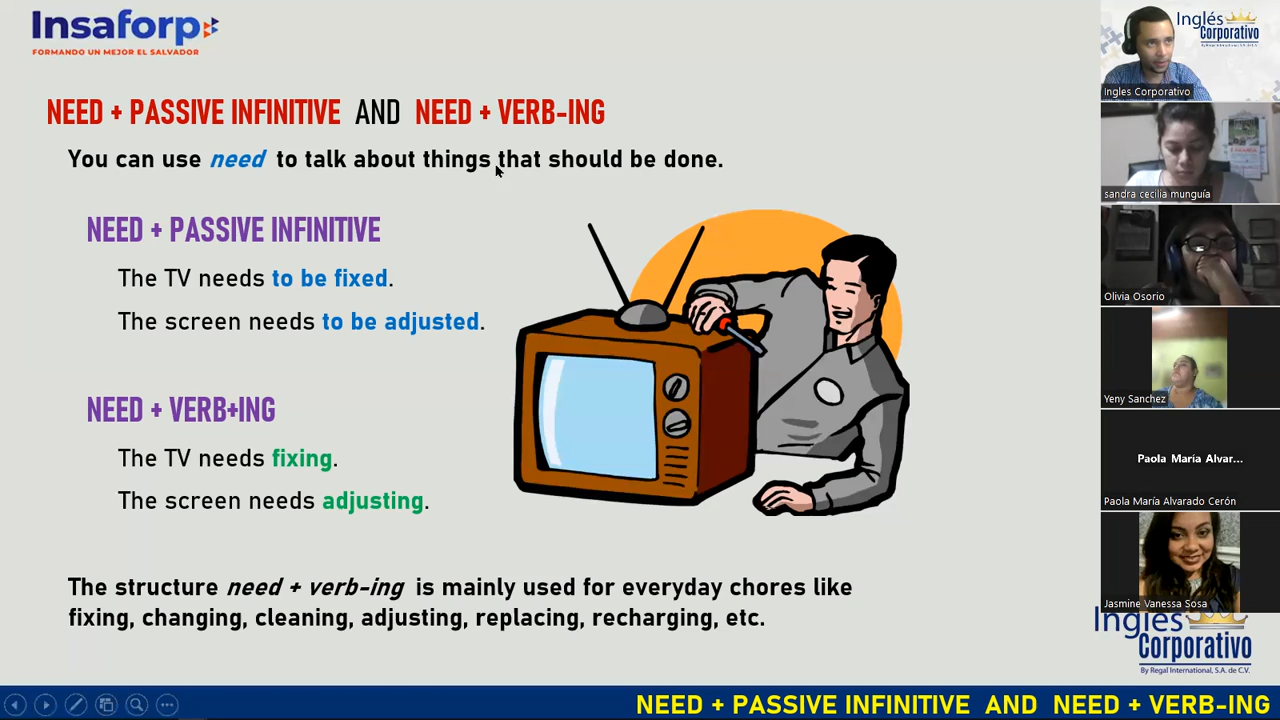 Insaforp
FORMANDO UN MEJOR EL SALVADOR
NEED + PASSIVE INFINITIVE AND NEED + VERB-ING
You can use need to talk about things that should be done.
NEED + PASSIVE INFINITIVE
The TV needs to be fixed.
The screen needs to be adjusted.
NEED + VERB+ING
The TV needs fixing.
The screen needs adjusting.
The structure need + verb-ing is mainly used for everyday chores like
fixing, changing, cleaning, adjusting, replacing, recharging, etc.
Inglés
Corporativo
By Regal International, S.A. de C.V.
Ingles Corporativo
sandra cecilia munguía
Olivia Osorio
Yeny Sanchez
Paola María Alvar...
Paola María Alvarado Cerón
Jasmine Vanessa Sosa
Inglés
Corporativo
By Regal International, S.A. de C.V.
NEED + PASSIVE INFINITIVE AND NEED + VERB-ING